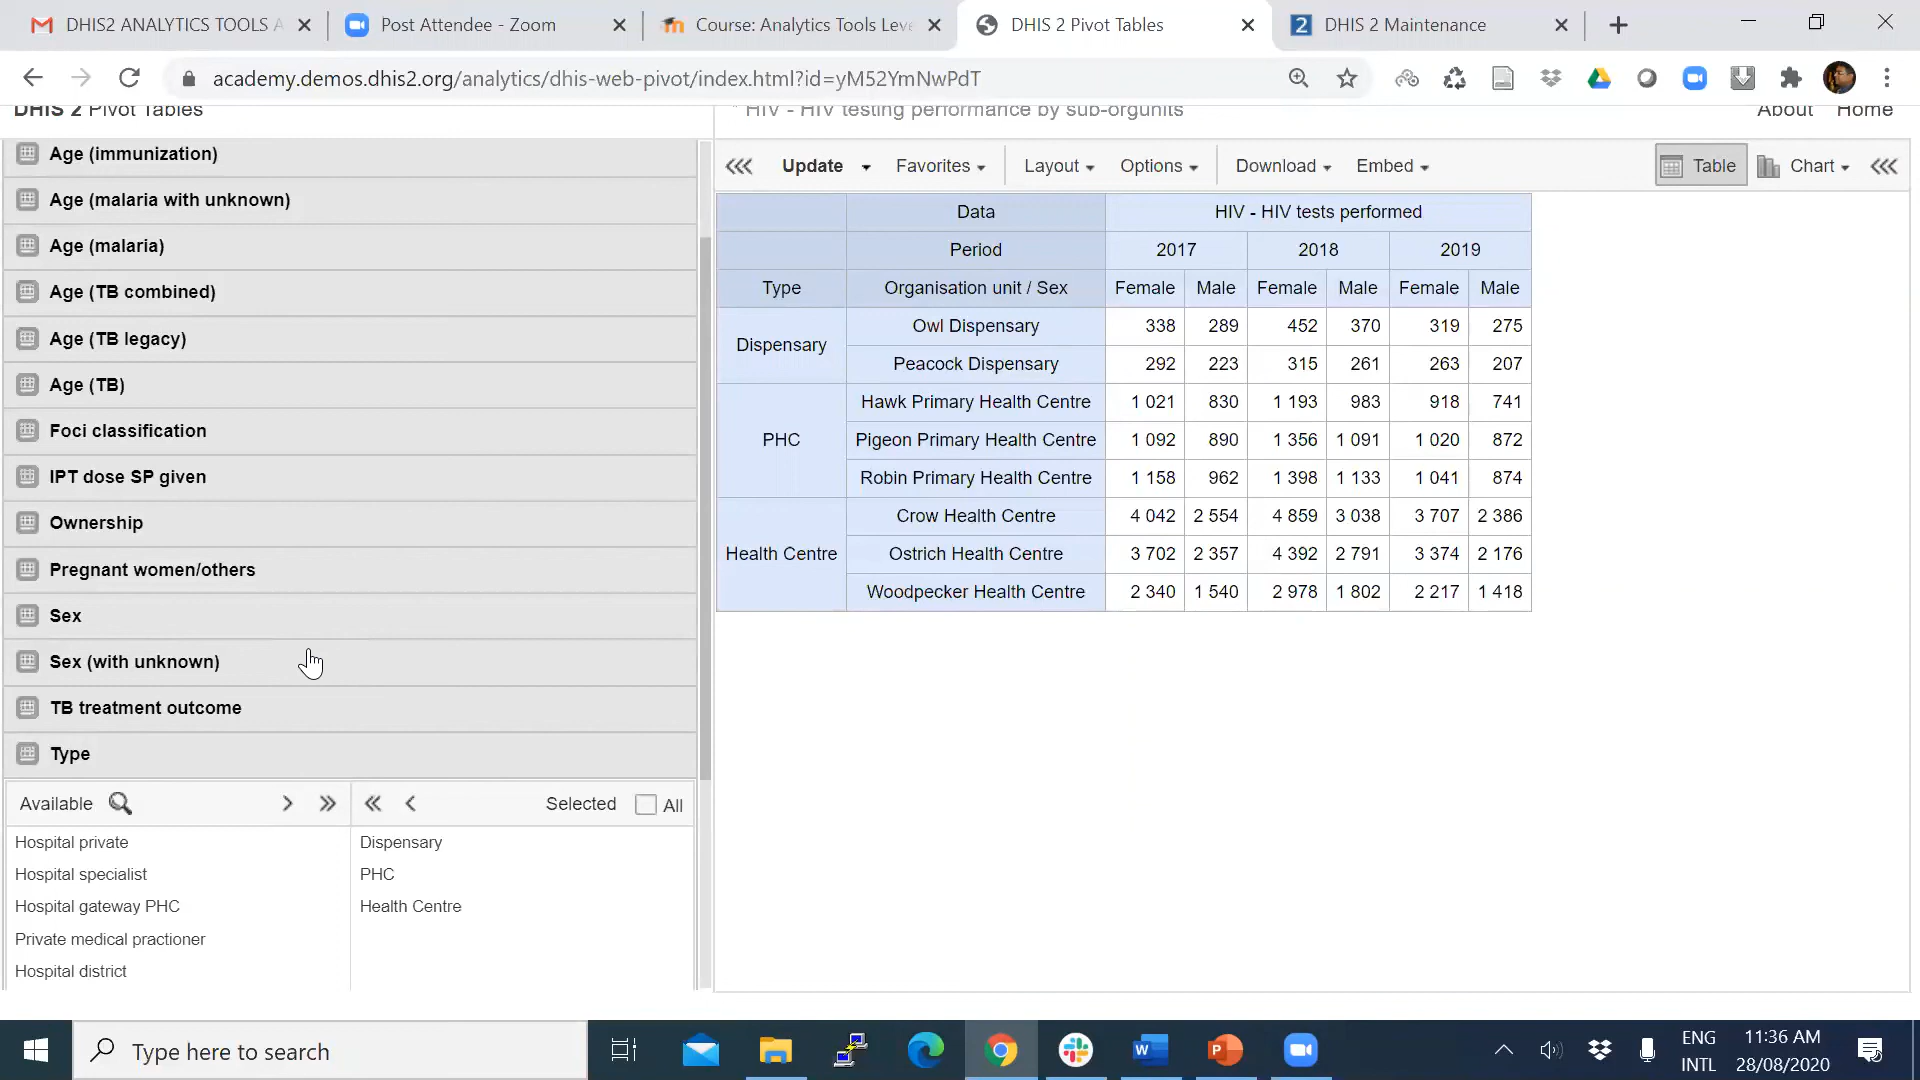 DHIS2 ANALYTICS TOOLS A
Post Attendee - Zoom
Course: Analytics Tools Leve
DHIS 2 Pivot Tables
DHIS 2 Maintenance
academy.demos.dhis2.org/analytics/dhis-web-pivot/index.html?id=yM52YmNwPdT
DHIS 2 Pivot Tables
* HIV - HIV testing performance by sub-orgunits
About Home
Update Favorites Layout Options Download Embed Table Chart
Age (immunization)
Age (malaria with unknown)
Age (malaria)
Age (TB combined)
Age (TB legacy)
Age (TB)
Foci classification
IPT dose SP given
Ownership
Pregnant women/others
Sex
Sex (with unknown)
TB treatment outcome
Type
Available Selected All
Hospital private
Hospital specialist
Hospital gateway PHC
Private medical practioner
Hospital district
Dispensary
PHC
Health Centre
Data HIV - HIV tests performed
Period 2017 2018 2019
Type Organisation unit / Sex Female Male Female Male Female Male
Dispensary
Owl Dispensary 338 289 452 370 319 275
Peacock Dispensary 292 223 315 261 263 207
PHC
Hawk Primary Health Centre 1 021 830 1 193 983 918 741
Pigeon Primary Health Centre 1 092 890 1 356 1 091 1 020 872
Robin Primary Health Centre 1 158 962 1 398 1 133 1 041 874
Health Centre
Crow Health Centre 4 042 2 554 4 859 3 038 3 707 2 386
Ostrich Health Centre 3 702 2 357 4 392 2 791 3 374 2 176
Woodpecker Health Centre 2 340 1 540 2 978 1 802 2 217 1 418
Type here to search
ENG
INTL
11:36 AM
28/08/2020